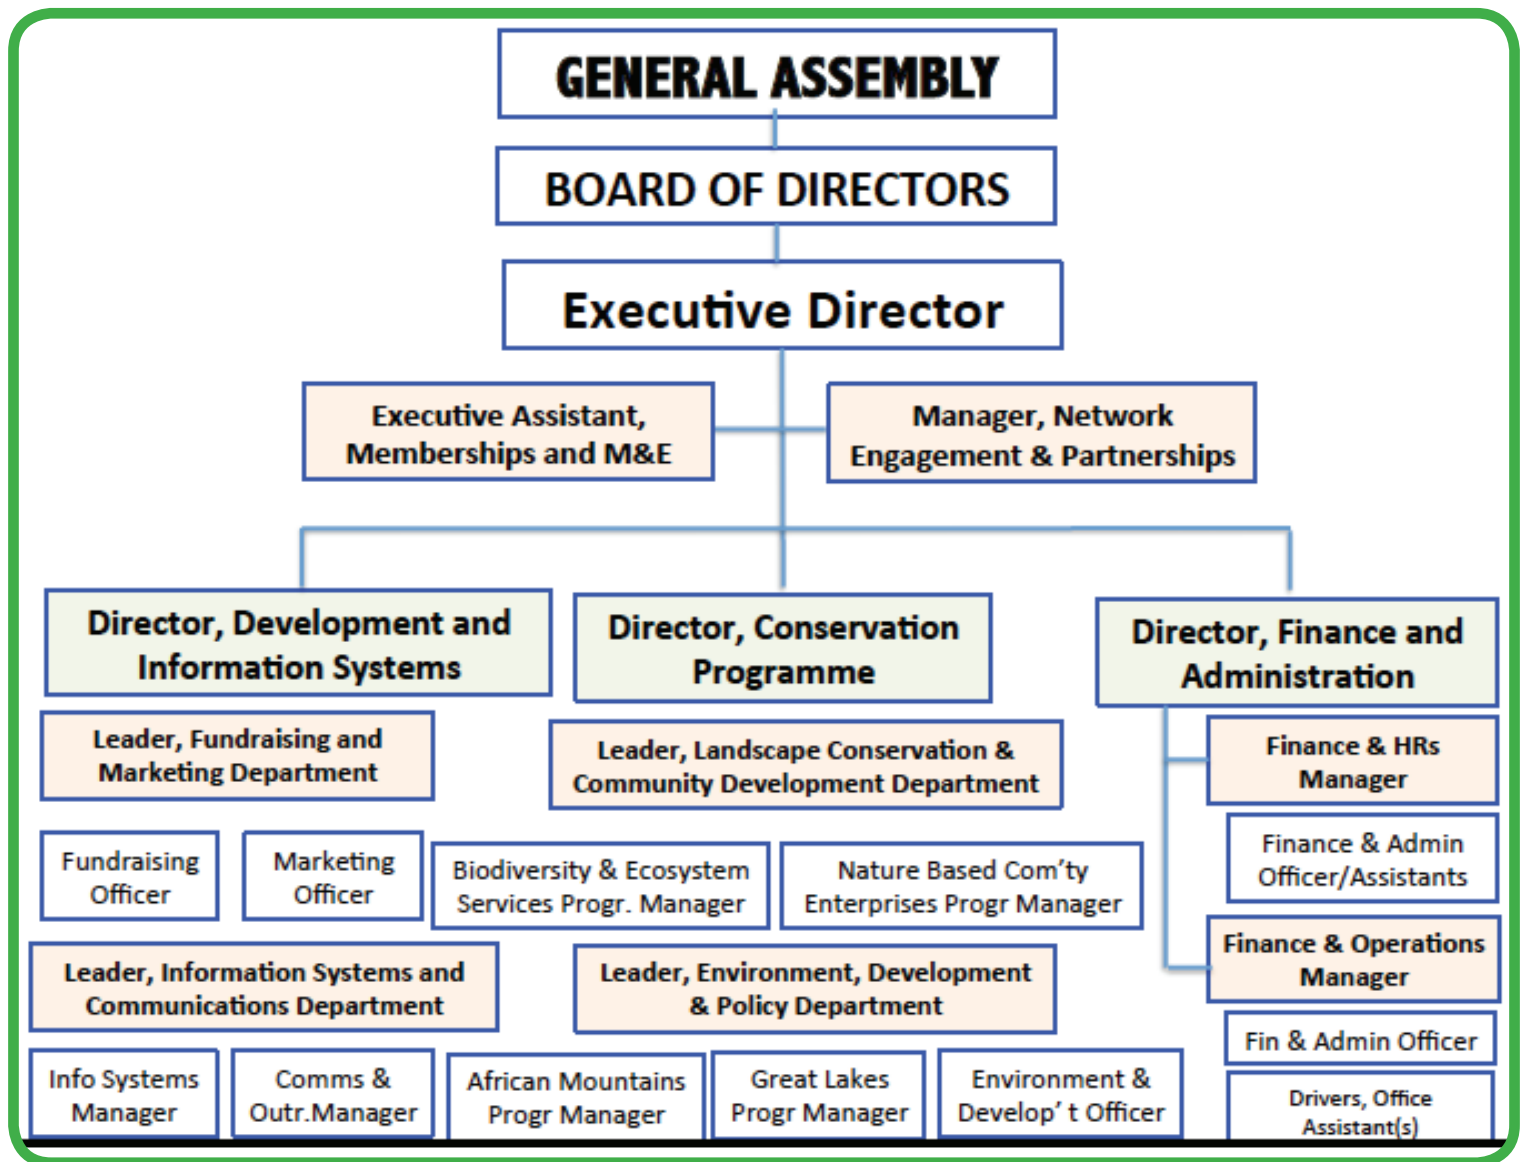 GENERAL ASSEMBLY
BOARD OF DIRECTORS
Executive Director
Executive Assistant,
Memberships and M&E
Manager, Network
Engagement & Partnerships
Director, Development and
Information Systems
Director, Conservation
Programme
Director, Finance and
Administration
Leader, Fundraising and
Marketing Department
Leader, Landscape Conservation &
Community Development Department
Finance & HRs
Manager
Fundraising
Officer
Marketing
Officer
Biodiversity & Ecosystem
Services Progr. Manager
Nature Based Com’ty
Enterprises Progr Manager
Finance & Admin
Officer/Assistants
Leader, Information Systems and
Communications Department
Leader, Environment, Development
& Policy Department
Finance & Operations
Manager
Fin & Admin Officer
Info Systems
Manager
Comms &
Outr.Manager
African Mountains
Progr Manager
Great Lakes
Progr Manager
Environment &
Develop’ t Officer
Drivers, Office
Assistant(s)